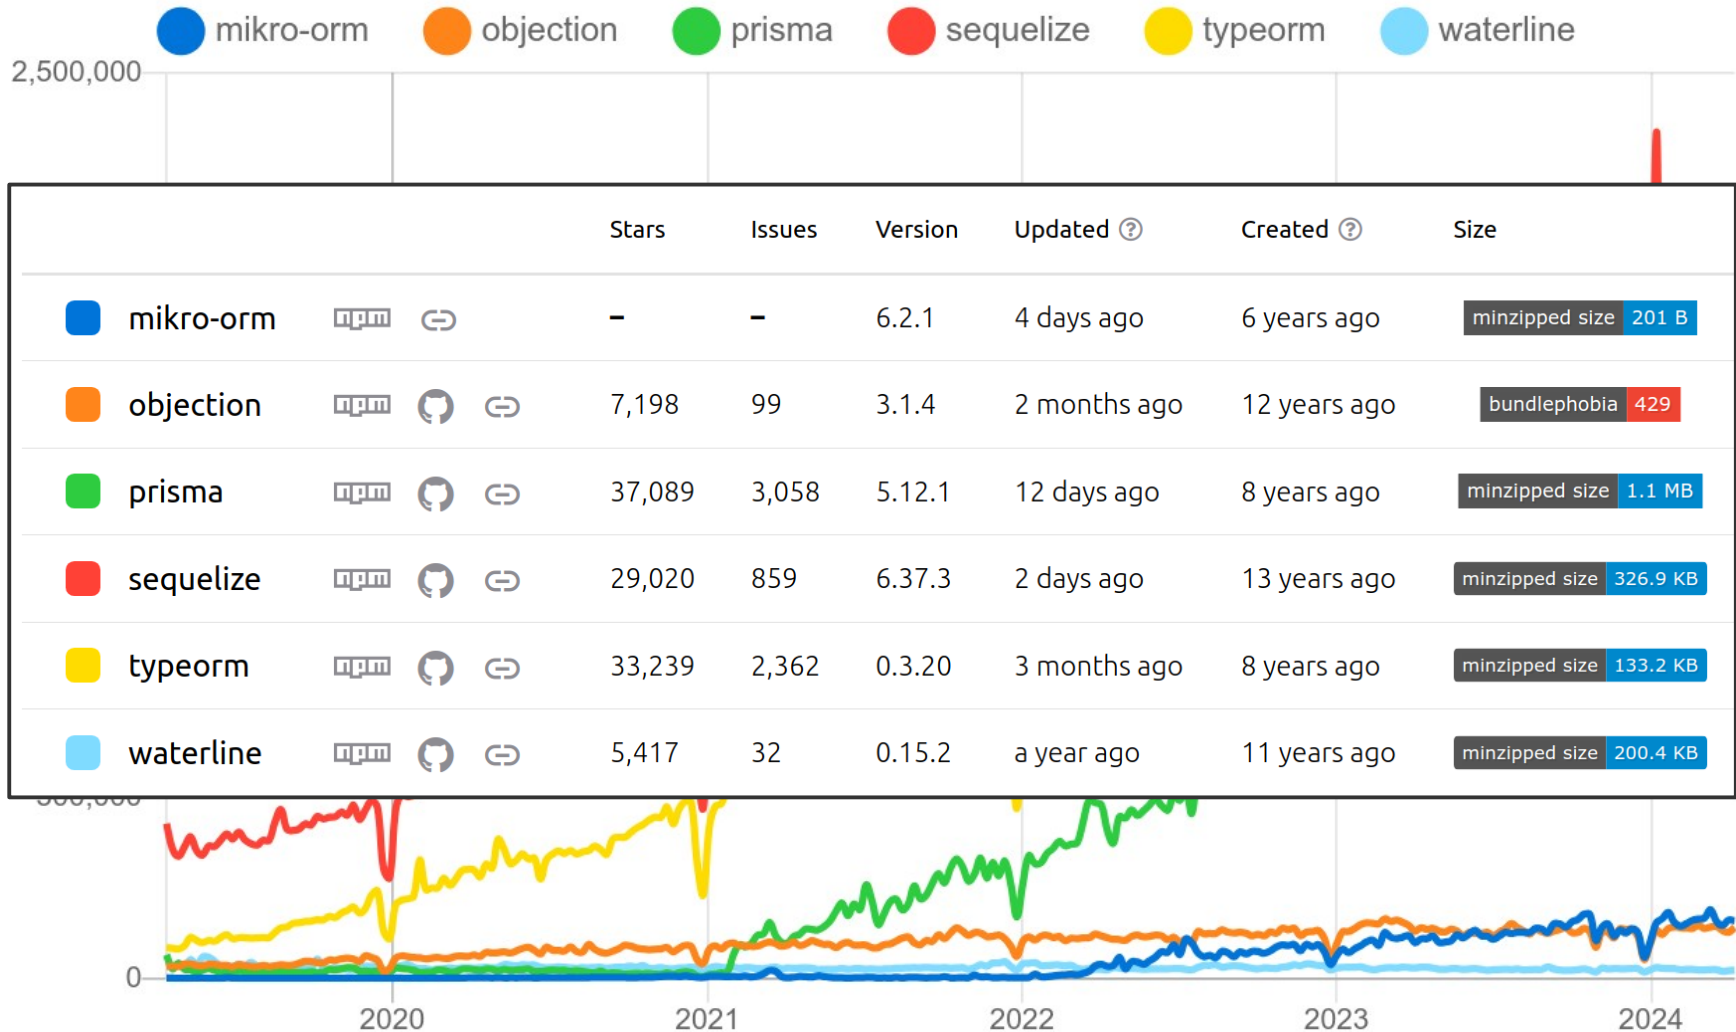 mikro-orm objection prisma sequelize typeorm waterline
2,500,000
Stars Issues Version Updated ? Created ? Size
mikro-orm npm – – 6.2.1 4 days ago 6 years ago minzipped size 201 B
objection npm 7,198 99 3.1.4 2 months ago 12 years ago bundlephobia 429
prisma npm 37,089 3,058 5.12.1 12 days ago 8 years ago minzipped size 1.1 MB
sequelize npm 29,020 859 6.37.3 2 days ago 13 years ago minzipped size 326.9 KB
typeorm npm 33,239 2,362 0.3.20 3 months ago 8 years ago minzipped size 133.2 KB
waterline npm 5,417 32 0.15.2 a year ago 11 years ago minzipped size 200.4 KB
500,000
0
2020 2021 2022 2023 2024